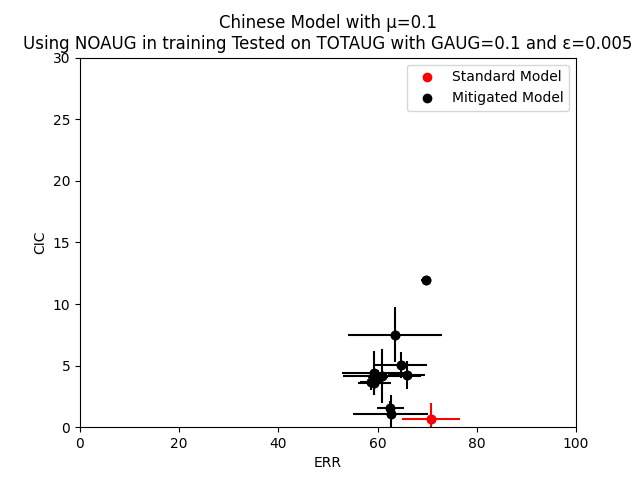 Chinese Model with μ=0.1
Using NOAUG in training Tested on TOTAUG with GAUG=0.1 and ε=0.005
Standard Model
Mitigated Model
30
25
20
15
10
5
0
CIC
0 20 40 60 80 100
ERR